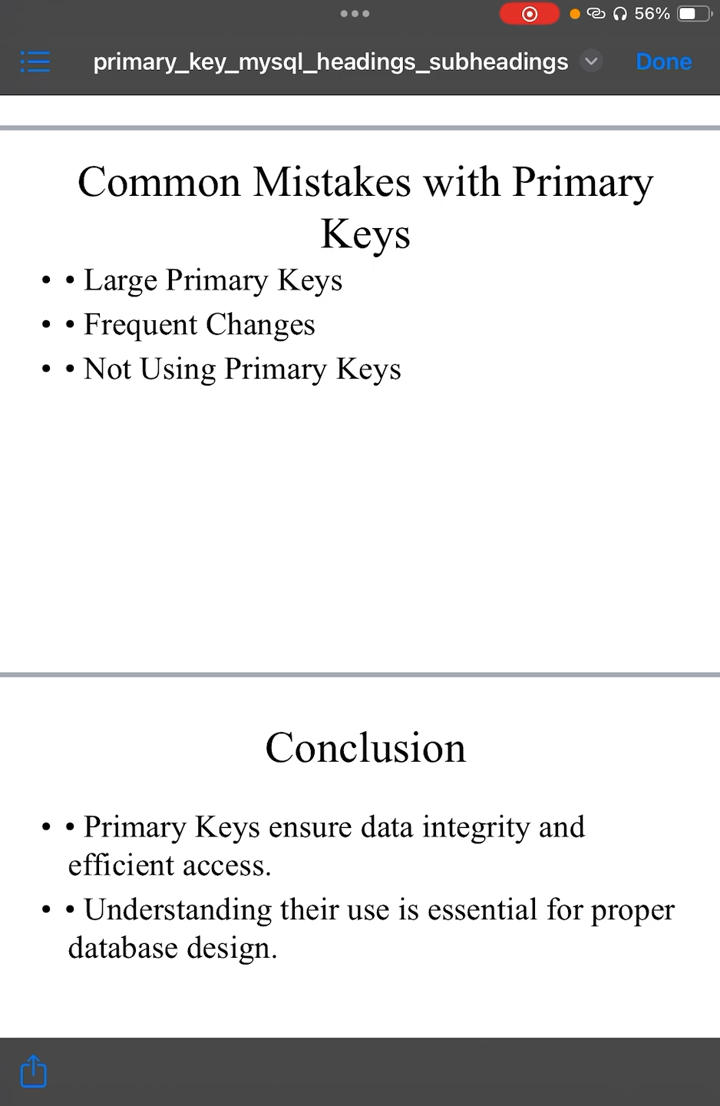 56%
primary_key_mysql_headings_subheadings
Done
Common Mistakes with Primary
Keys
• • Large Primary Keys
• • Frequent Changes
• • Not Using Primary Keys
Conclusion
• • Primary Keys ensure data integrity and
efficient access.
• • Understanding their use is essential for proper
database design.